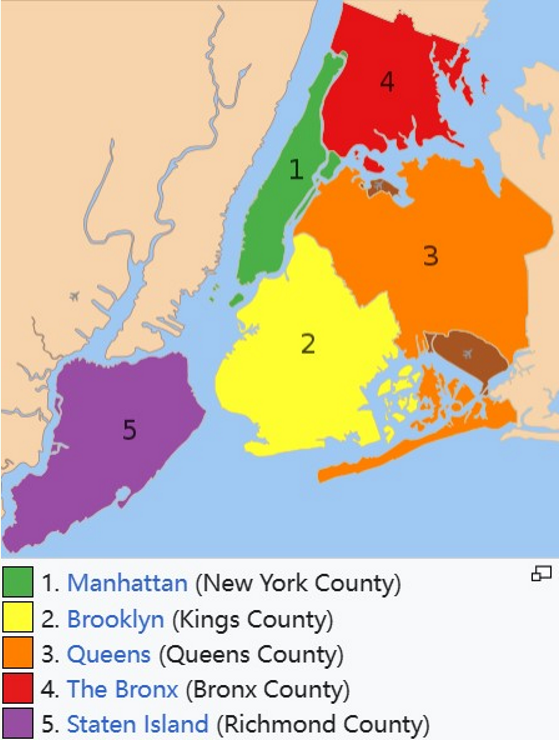 4
1
3
2
5
1. Manhattan (New York County)
2. Brooklyn (Kings County)
3. Queens (Queens County)
4. The Bronx (Bronx County)
5. Staten Island (Richmond County)